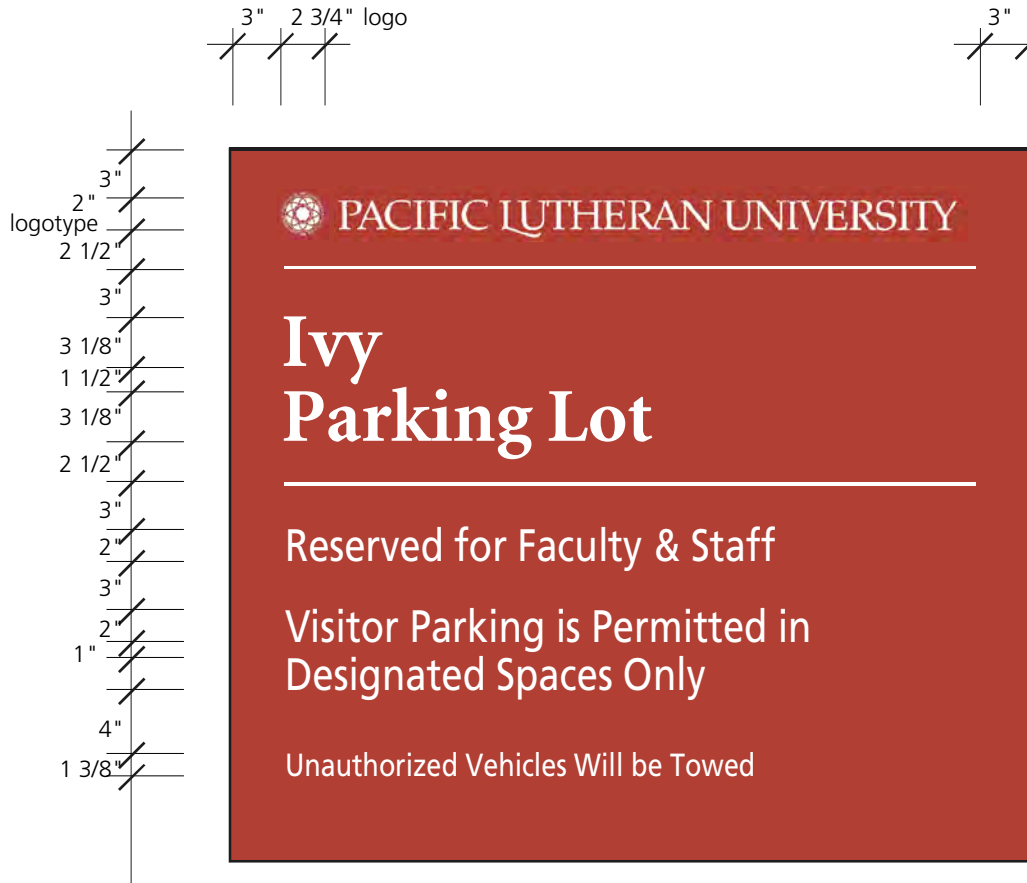 3" 2 3/4" logo 3"
3"
2"
logotype
2 1/2"
3"
3 1/8"
1 1/2"
3 1/8"
2 1/2"
3"
2"
3"
2"
1"
4"
1 3/8"
PACIFIC LUTHERAN UNIVERSITY
Ivy
Parking Lot
Reserved for Faculty & Staff
Visitor Parking is Permitted in
Designated Spaces Only
Unauthorized Vehicles Will be Towed